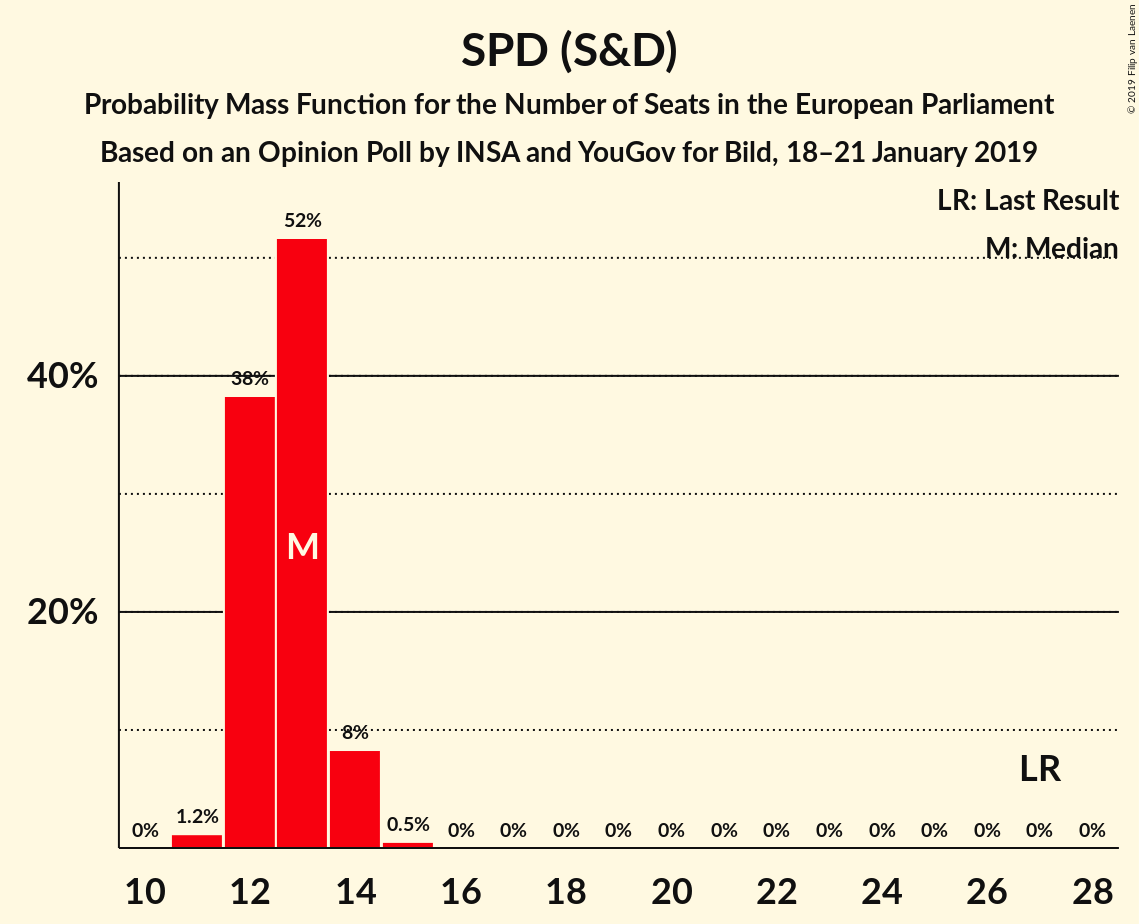 SPD (S&D)
Probability Mass Function for the Number of Seats in the European Parliament
Based on an Opinion Poll by INSA and YouGov for Bild, 18–21 January 2019
© 2019 Filip van Laenen
LR: Last Result
M: Median
52%
40%
38%
M
20%
8%
LR
0% 1.2% 0.5% 0% 0% 0% 0% 0% 0% 0% 0% 0% 0% 0% 0% 0%
10 12 14 16 18 20 22 24 26 28